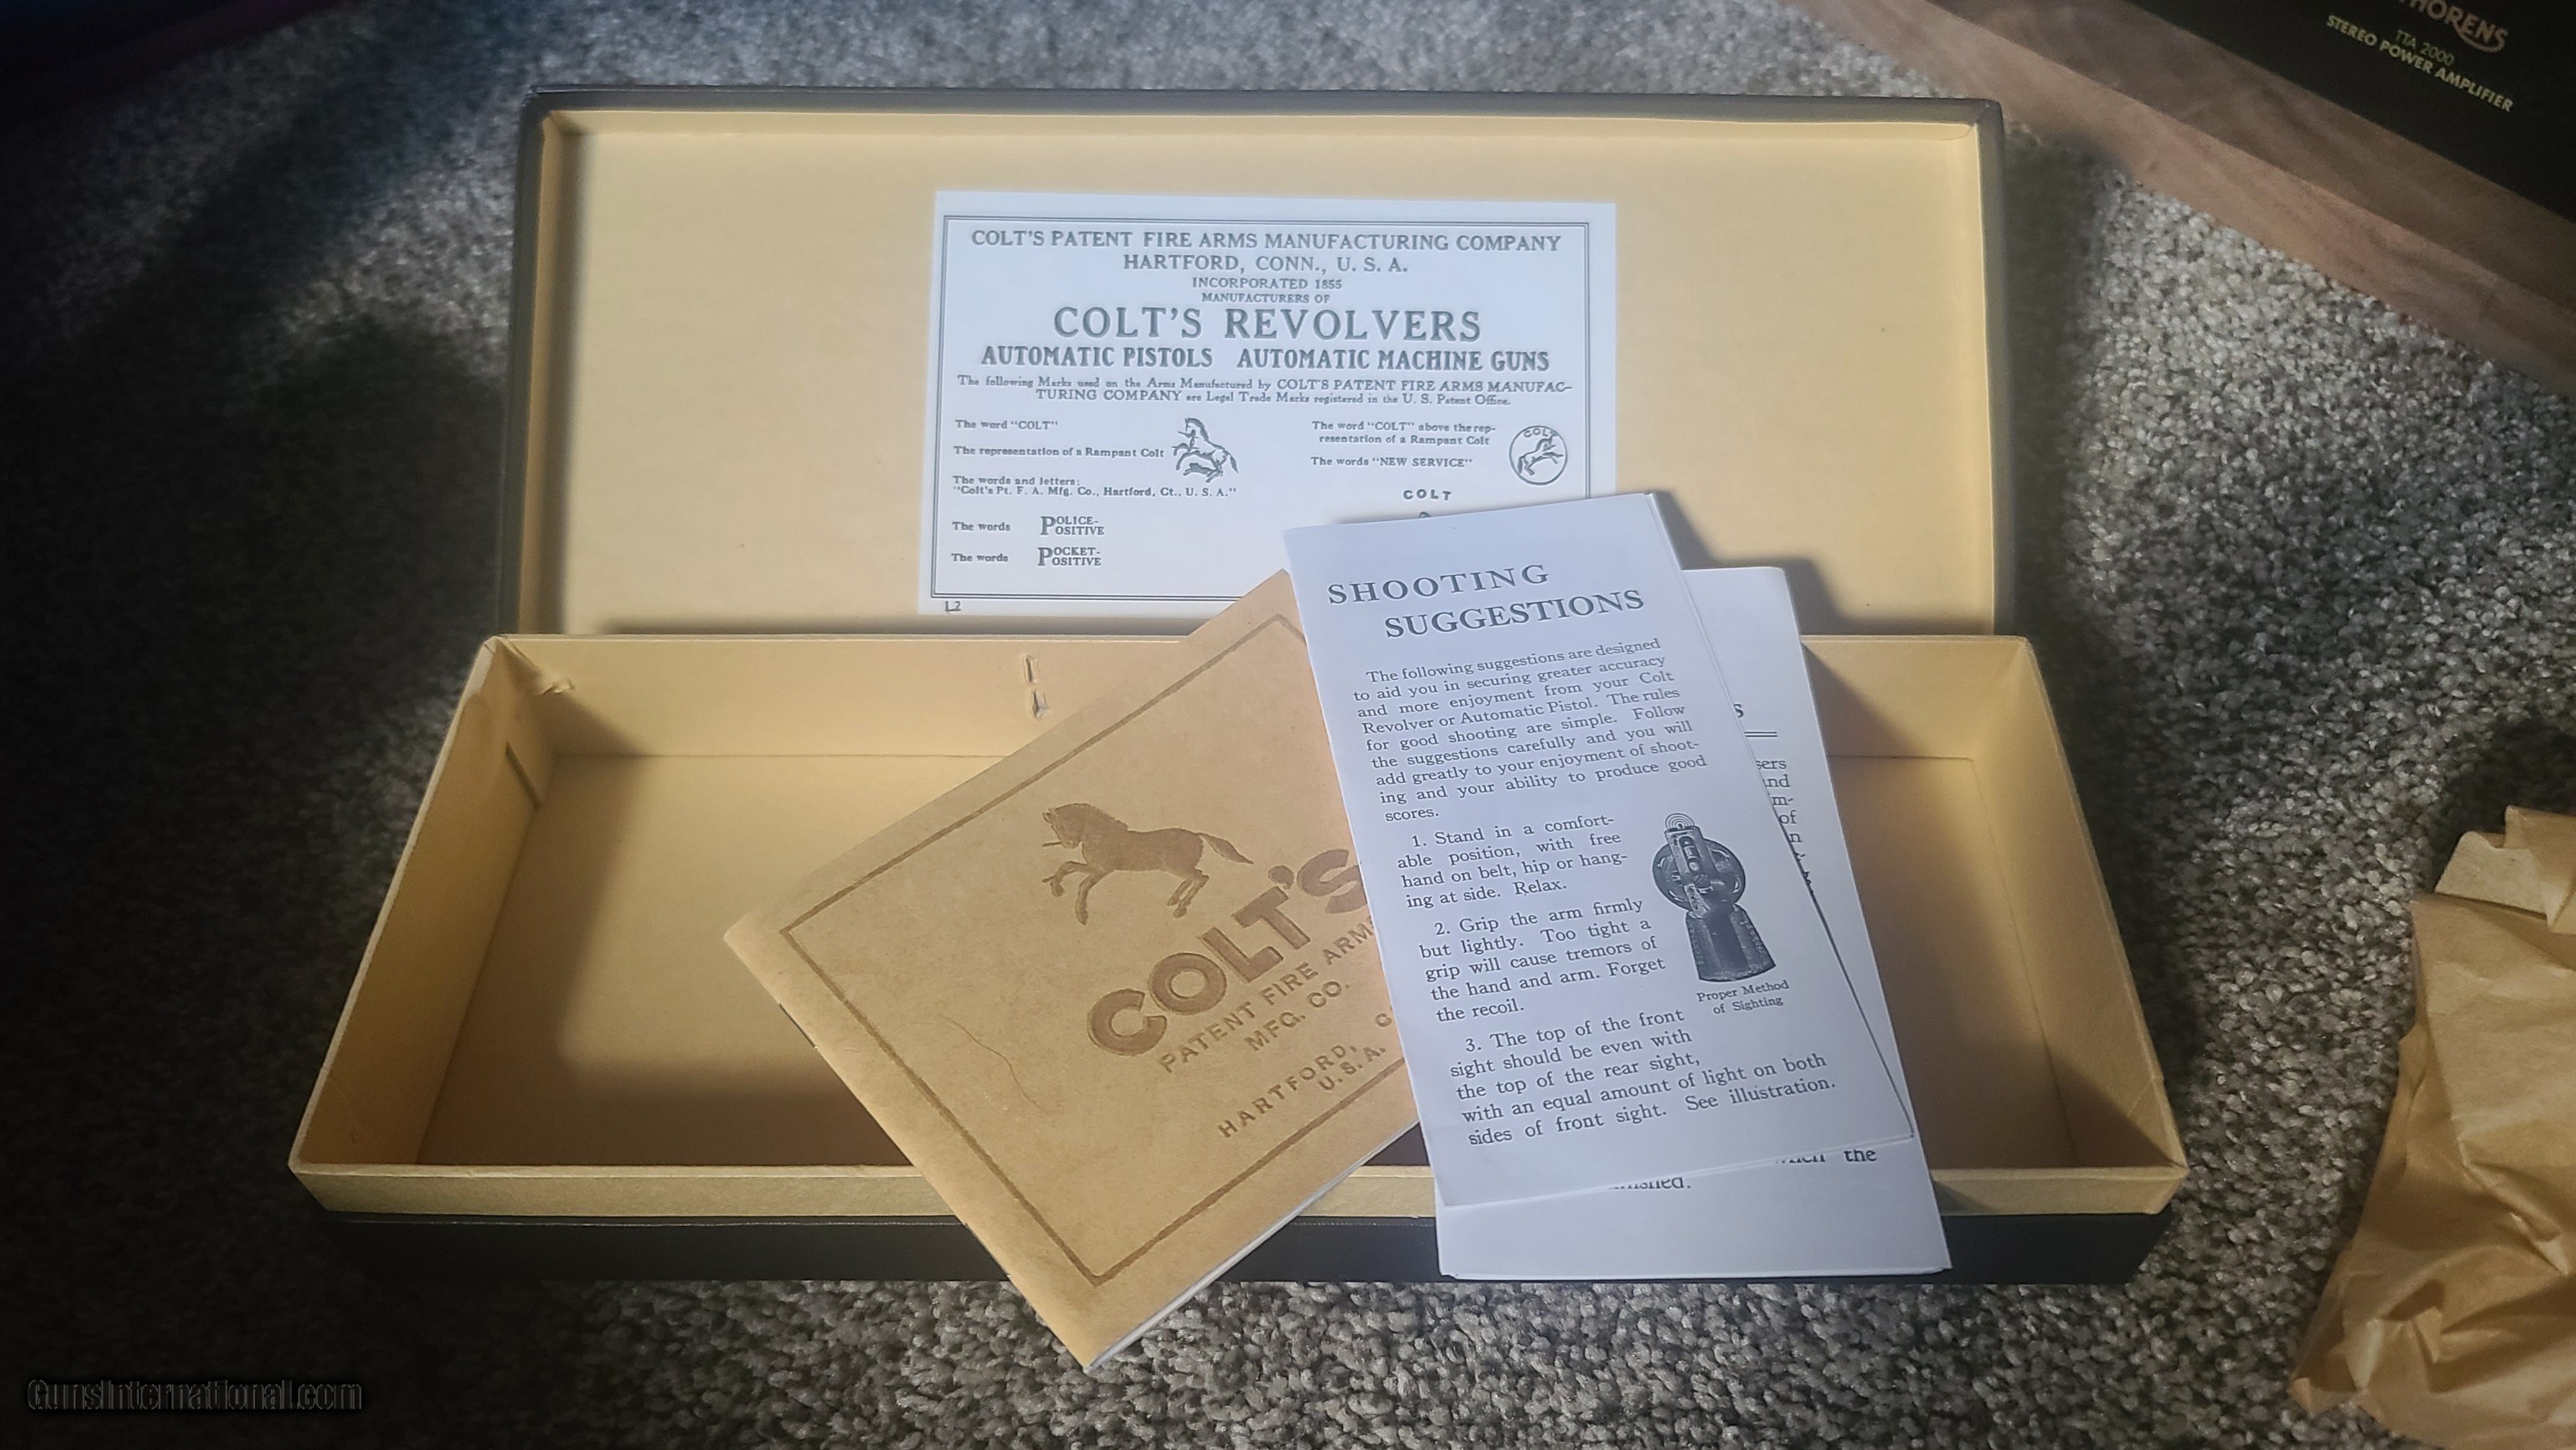 THORENS
TTA 2000
STEREO POWER AMPLIFIER
COLT'S PATENT FIRE ARMS MANUFACTURING COMPANY
HARTFORD, CONN., U. S. A.
INCORPORATED 1855
MANUFACTURERS OF
COLT'S REVOLVERS
AUTOMATIC PISTOLS AUTOMATIC MACHINE GUNS
The following Marks used on the Arms Manufactured by COLT'S PATENT FIRE ARMS MANUFAC-
TURING COMPANY are Legal Trade Marks registered in the U. S. Patent Office.
The word "COLT"
The representation of a Rampant Colt
The words and letters:
"Colt's Pt. F. A. Mfg. Co., Hartford, Ct., U. S. A."
The words POLICE-POSITIVE
The words POCKET-POSITIVE
The word "COLT" above the rep-
resentation of a Rampant Colt
The words "NEW SERVICE"
COLT
COLT
L2
COLT'S
PATENT FIRE ARMS
MFG. CO.
HARTFORD,
U. S. A.
SHOOTING
SUGGESTIONS
The following suggestions are designed
to aid you in securing greater accuracy
and more enjoyment from your Colt
Revolver or Automatic Pistol. The rules
for good shooting are simple. Follow
the suggestions carefully and you will
add greatly to your enjoyment of shoot-
ing and your ability to produce good
scores.
1. Stand in a comfort-
able position, with free
hand on belt, hip or hang-
ing at side. Relax.
2. Grip the arm firmly
but lightly. Too tight a
grip will cause tremors of
the hand and arm. Forget
the recoil.
Proper Method
of Sighting
3. The top of the front
sight should be even with
the top of the rear sight,
with an equal amount of light on both
sides of front sight. See illustration.
of
the
GunsInternational.com